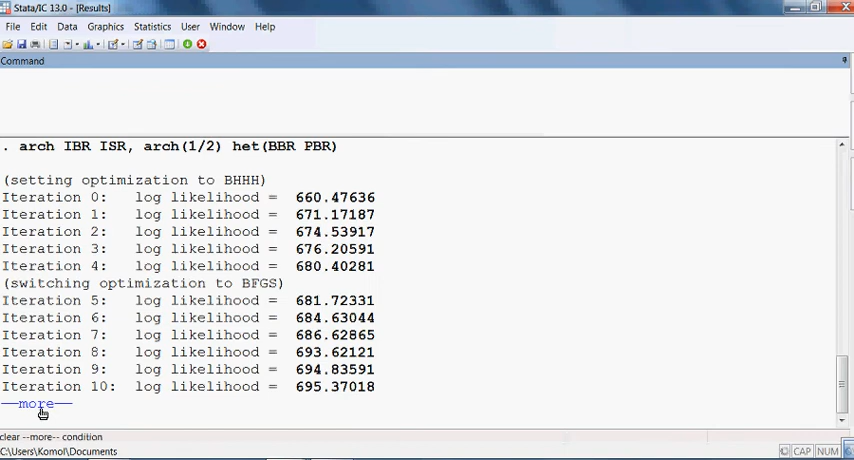 Stata/IC 13.0 - [Results]
File Edit Data Graphics Statistics User Window Help
Command
. arch IBR ISR, arch(1/2) het(BBR PBR)
(setting optimization to BHHH)
Iteration 0: log likelihood = 660.47636
Iteration 1: log likelihood = 671.17187
Iteration 2: log likelihood = 674.53917
Iteration 3: log likelihood = 676.20591
Iteration 4: log likelihood = 680.40281
(switching optimization to BFGS)
Iteration 5: log likelihood = 681.72331
Iteration 6: log likelihood = 684.63044
Iteration 7: log likelihood = 686.62865
Iteration 8: log likelihood = 693.62121
Iteration 9: log likelihood = 694.83591
Iteration 10: log likelihood = 695.37018
—more—
clear --more-- condition
C:\Users\Komol\Documents CAP NUM